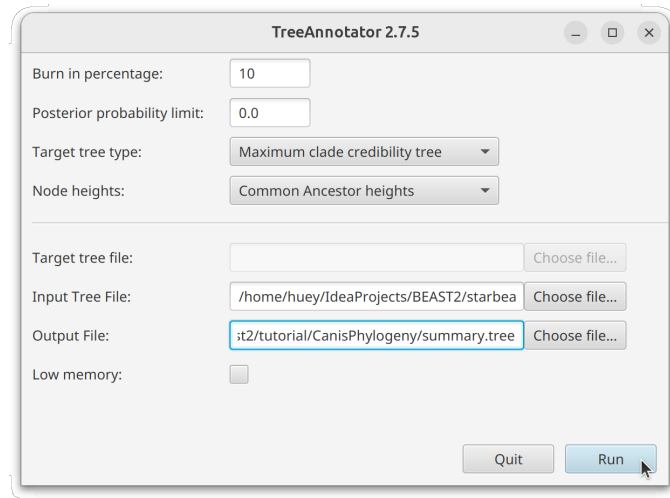 TreeAnnotator 2.7.5
Burn in percentage: 10
Posterior probability limit: 0.0
Target tree type: Maximum clade credibility tree
Node heights: Common Ancestor heights
Target tree file: Choose file...
Input Tree File: /home/huey/IdeaProjects/BEAST2/starbea Choose file...
Output File: st2/tutorial/CanisPhylogeny/summary.tree Choose file...
Low memory:
Quit Run